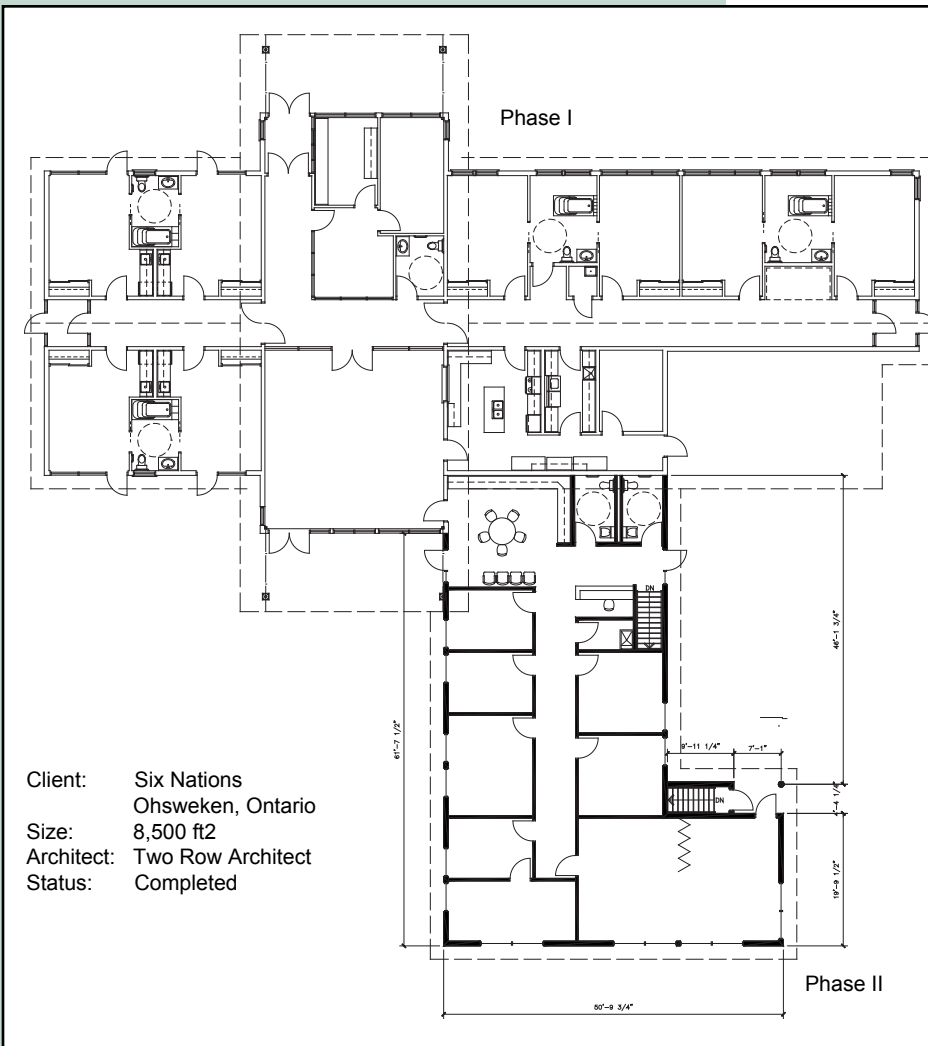 Phase I
DN
46'-1 3/4"
61'-7 1/2"
9'-11 1/4"
7'-1"
DN
4'-4 1/4"
19'-9 1/2"
Client: Six Nations
Ohsweken, Ontario
Size: 8,500 ft2
Architect: Two Row Architect
Status: Completed
Phase II
50'-9 3/4"